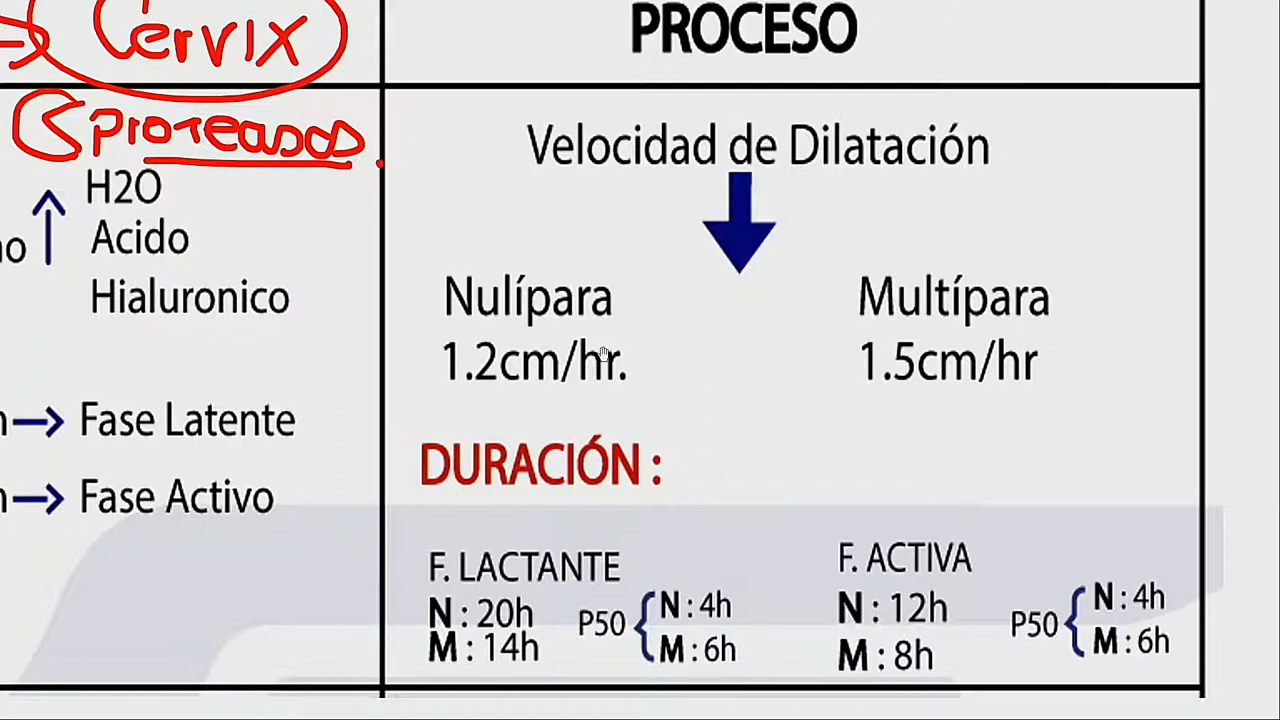 Cervix
proteasas.
H2O
Acido
Hialuronico
Fase Latente
Fase Activo
PROCESO
Velocidad de Dilatación
Nulípara Multípara
1.2cm/hr. 1.5cm/hr
DURACIÓN :
F. LACTANTE F. ACTIVA
N : 20h P50 N : 4h N : 12h P50 N : 4h
M : 14h M : 6h M : 8h M : 6h